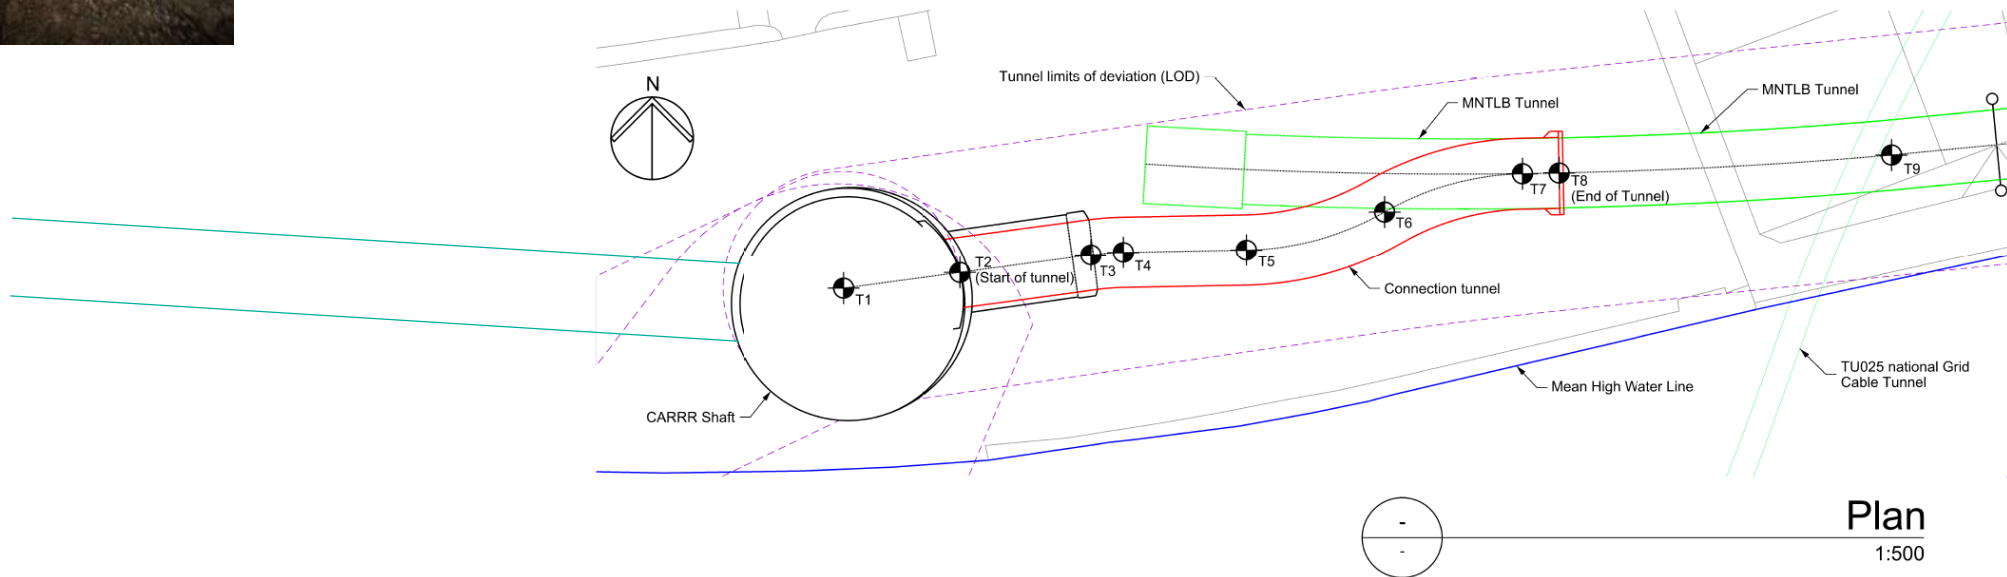 N
Tunnel limits of deviation (LOD)
MNTLB Tunnel
MNTLB Tunnel
T9
T7
T8
(End of Tunnel)
T6
T2
(Start of tunnel)
T3
T4
T5
T1
Connection tunnel
TU025 national Grid
Cable Tunnel
Mean High Water Line
CARRR Shaft
-
-
Plan
1:500